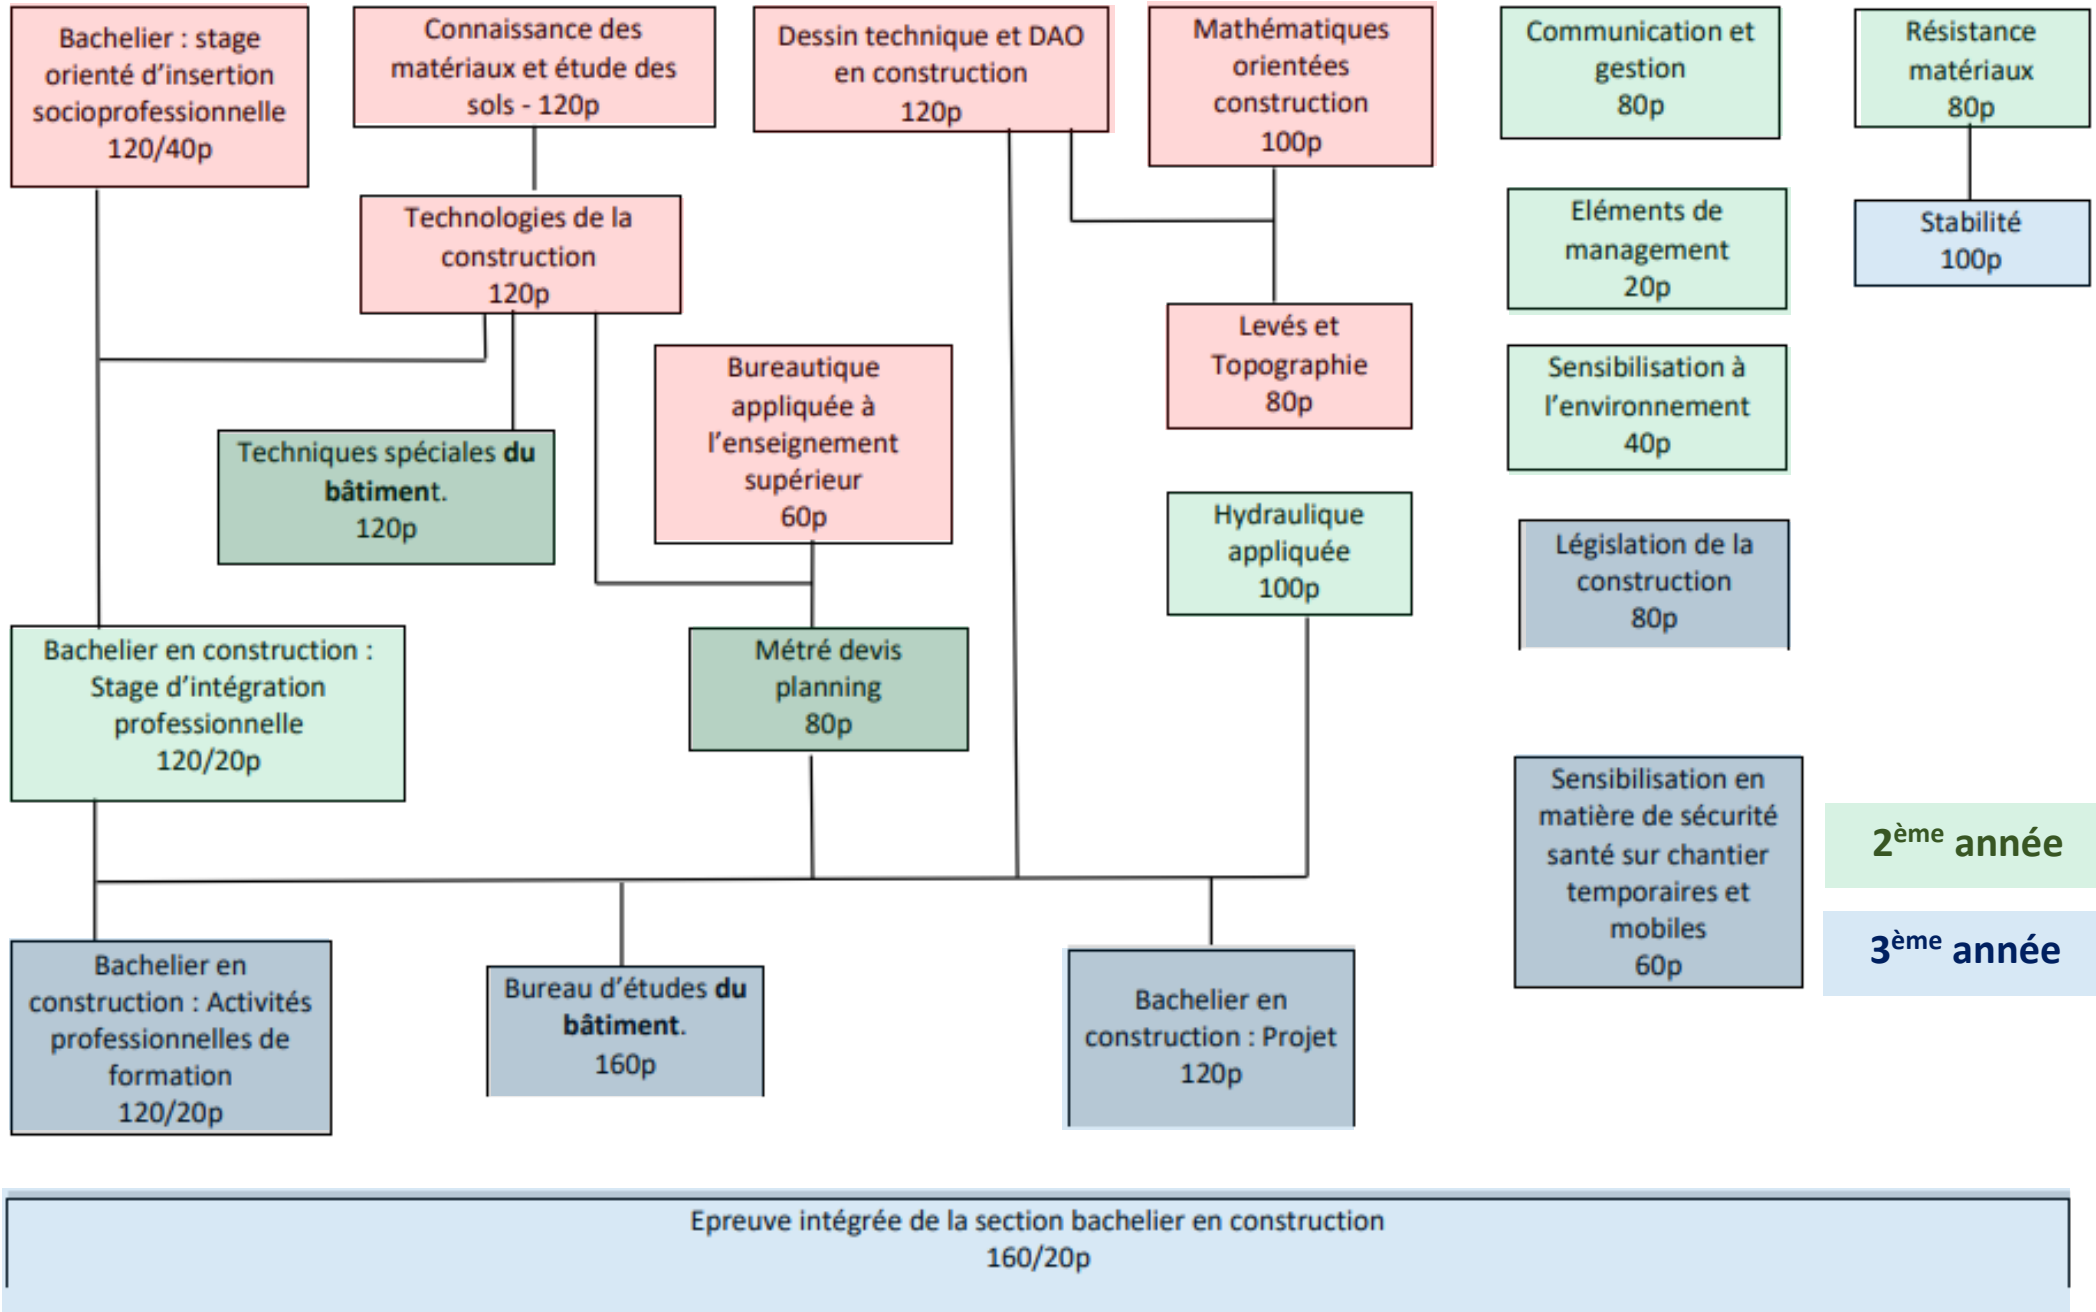 Bachelier : stage
orienté d'insertion
socioprofessionnelle
120/40p
Connaissance des
matériaux et étude des
sols - 120p
Dessin technique et DAO
en construction
120p
Mathématiques
orientées
construction
100p
Communication et
gestion
80p
Résistance
matériaux
80p
Technologies de la
construction
120p
Eléments de
management
20p
Stabilité
100p
Levés et
Topographie
80p
Bureautique
appliquée à
l'enseignement
supérieur
60p
Sensibilisation à
l'environnement
40p
Techniques spéciales du
bâtiment.
120p
Hydraulique
appliquée
100p
Législation de la
construction
80p
Bachelier en construction :
Stage d'intégration
professionnelle
120/20p
Métré devis
planning
80p
Sensibilisation en
matière de sécurité
santé sur chantier
temporaires et
mobiles
60p
2ème année
3ème année
Bachelier en
construction : Activités
professionnelles de
formation
120/20p
Bureau d'études du
bâtiment.
160p
Bachelier en
construction : Projet
120p
Epreuve intégrée de la section bachelier en construction
160/20p